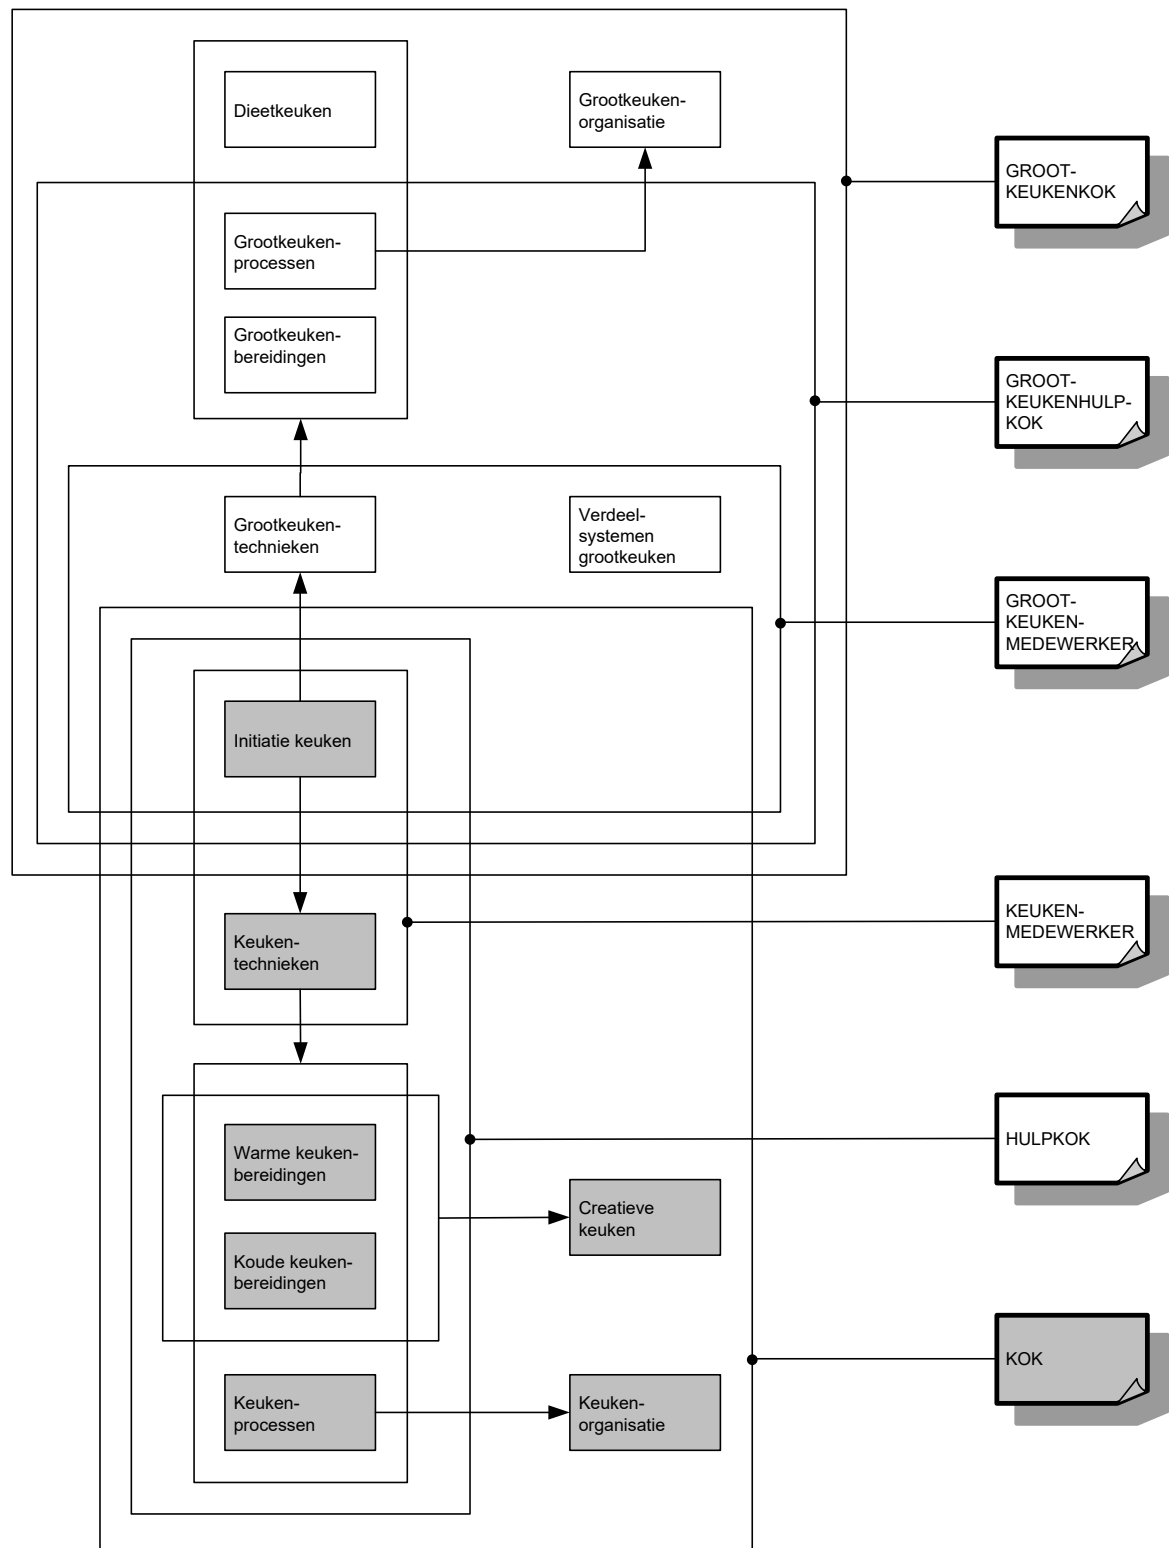 Dieetkeuken
Grootkeuken-
organisatie
GROOT-
KEUKENKOK
Grootkeuken-
processen
Grootkeuken-
bereidingen
GROOT-
KEUKENHULP-
KOK
Grootkeuken-
technieken
Verdeel-
systemen
grootkeuken
GROOT-
KEUKEN-
MEDEWERKER
Initiatie keuken
KEUKEN-
MEDEWERKER
Keuken-
technieken
Warme keuken-
bereidingen
HULPKOK
Creatieve
keuken
Koude keuken-
bereidingen
KOK
Keuken-
processen
Keuken-
organisatie